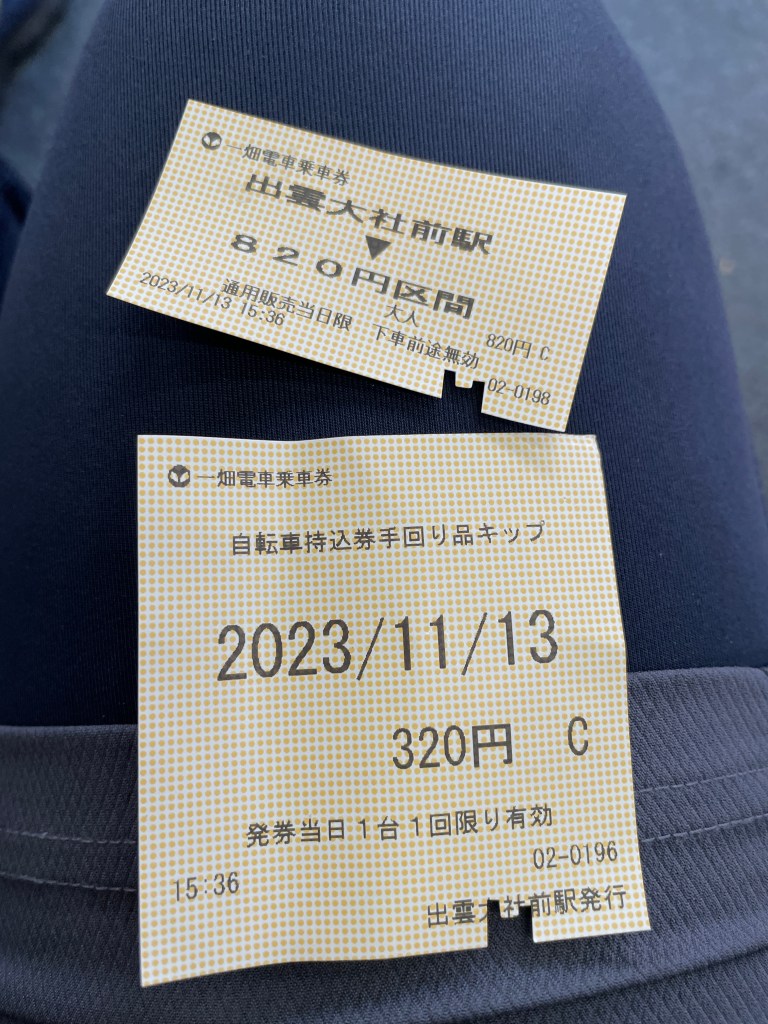 一畑電車乗車券
出雲大社前駅
▼
820円区間
2023/11/13 15:36
通用販売当日限
大人
下車前途無効
820円 C
02-0198
一畑電車乗車券
自転車持込券手回り品キップ
2023/11/13
320円 C
発券当日1台1回限り有効
15:36
02-0196
出雲大社前駅発行